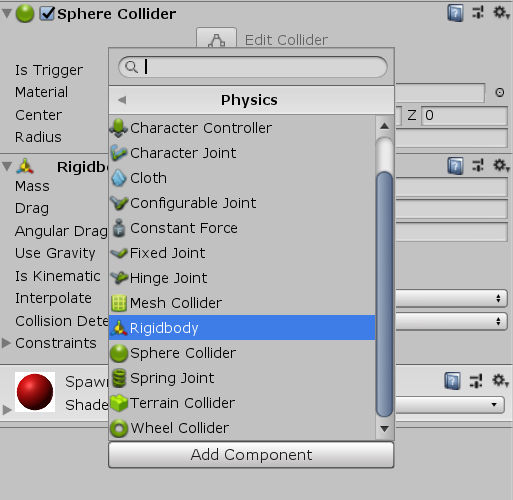 Sphere Collider
Edit Collider
Is Trigger
Material
Center
Z 0
Radius
Physics
Character Controller
Character Joint
Cloth
Configurable Joint
Constant Force
Fixed Joint
Hinge Joint
Mesh Collider
Rigidbody
Sphere Collider
Spring Joint
Terrain Collider
Wheel Collider
Add Component
Rigidb
Mass
Drag
Angular Drag
Use Gravity
Is Kinematic
Interpolate
Collision Dete
Constraints
Spawn
Shade